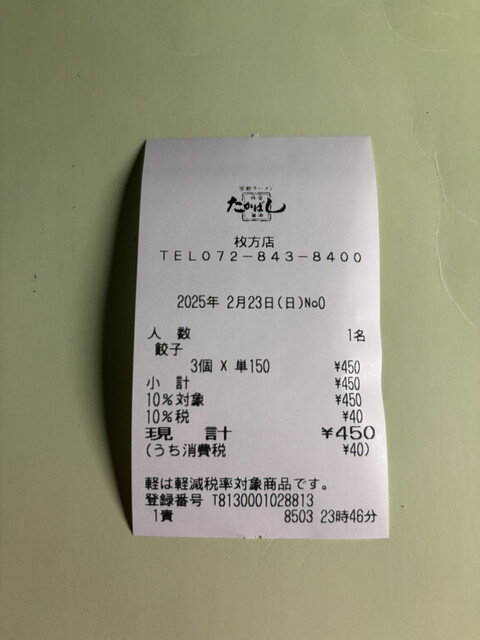 京都ラーメン
たかばし
枚方店
TEL072-843-8400
2025年 2月23日(日)No0
人 数 1名
餃子
3個 X 単150 ¥450
小 計 ¥450
10%対象 ¥450
10%税 ¥40
現 計 ¥450
(うち消費税 ¥40)
軽は軽減税率対象商品です。
登録番号 T8130001028813
1責 8503 23時46分